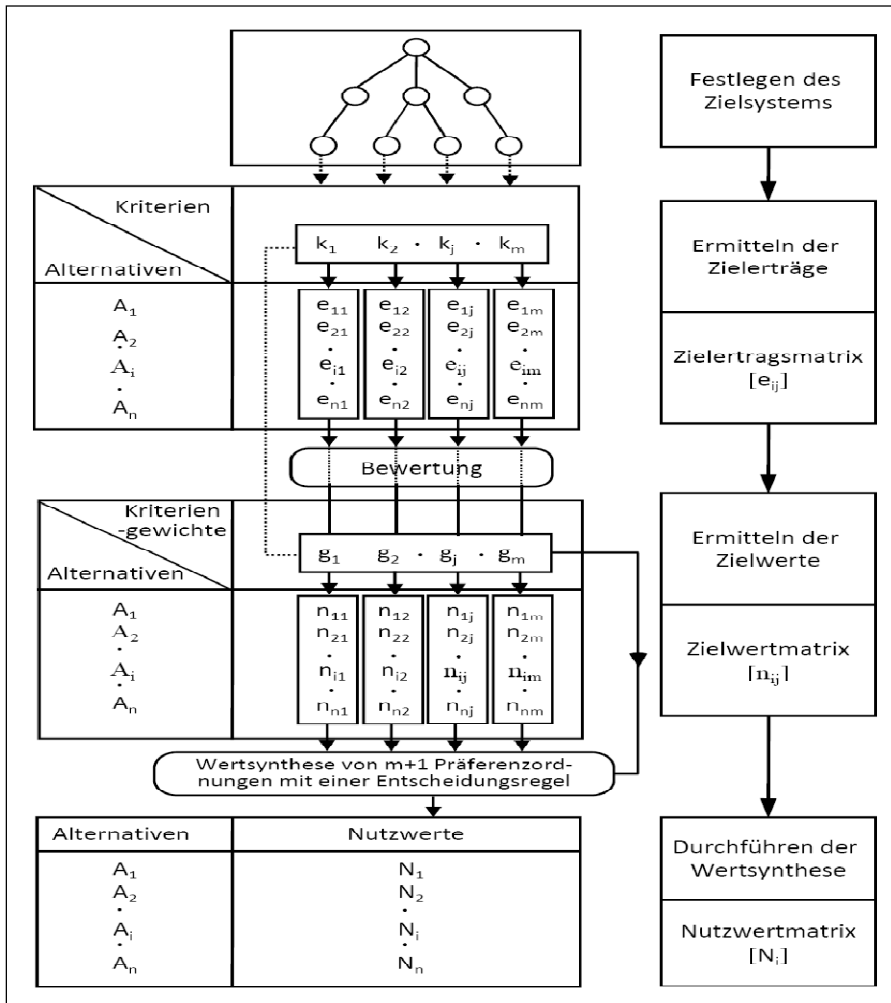 Festlegen des
Zielsystems
Kriterien
Alternativen
k₁ k₂ · kⱼ · kₘ
A₁
A₂
·
Aᵢ
·
Aₙ
e₁₁ e₁₂ e₁ⱼ e₁ₘ
e₂₁ e₂₂ e₂ⱼ e₂ₘ
· · · ·
eᵢ₁ eᵢ₂ eᵢⱼ eᵢₘ
· · · ·
eₙ₁ eₙ₂ eₙⱼ eₙₘ
Ermitteln der
Zielerträge
Zielertragsmatrix
[eᵢⱼ]
Bewertung
Kriterien
-gewichte
Alternativen
g₁ g₂ · gⱼ · gₘ
A₁
A₂
·
Aᵢ
·
Aₙ
n₁₁ n₁₂ n₁ⱼ n₁ₘ
n₂₁ n₂₂ n₂ⱼ n₂ₘ
· · · ·
nᵢ₁ nᵢ₂ nᵢⱼ nᵢₘ
· · · ·
nₙ₁ nₙ₂ nₙⱼ nₙₘ
Ermitteln der
Zielwerte
Zielwertmatrix
[nᵢⱼ]
Wertsynthese von m+1 Präferenzord-
nungen mit einer Entscheidungsregel
Alternativen Nutzwerte
A₁ N₁
A₂ N₂
· ·
Aᵢ Nᵢ
· ·
Aₙ Nₙ
Durchführen der
Wertsynthese
Nutzwertmatrix
[Nᵢ]